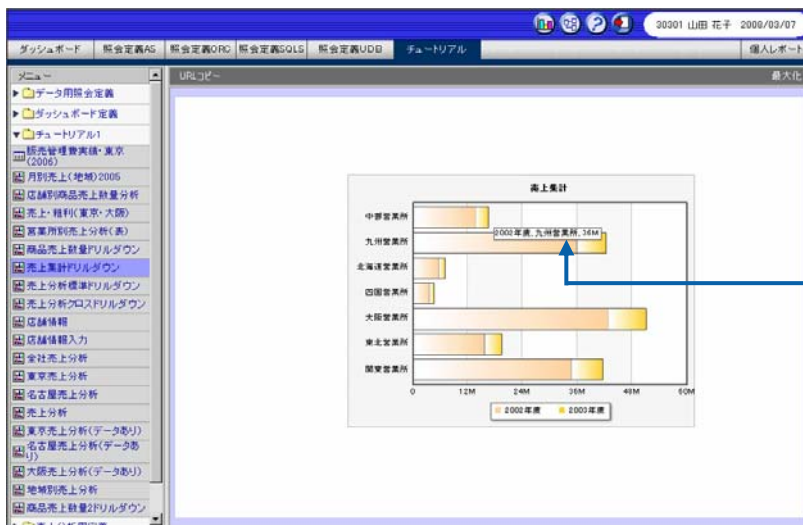 30301 山田 花子 2008/03/07
ダッシュボード 照会定義AS 照会定義ORC 照会定義SQLS 照会定義UDB チュートリアル 個人レポート
メニュー
URLコピー 最大化
データ用照会定義
ダッシュボード定義
チュートリアル1
販売管理費実績・東京
(2006)
月別売上(地域)2005
店舗別商品売上数量分析
売上・粗利(東京・大阪)
営業所別売上分析(表)
商品売上数量ドリルダウン
売上集計ドリルダウン
売上分析標準ドリルダウン
売上分析クロスドリルダウン
店舗情報
店舗情報入力
全社売上分析
東京売上分析
名古屋売上分析
売上分析
東京売上分析(データあり)
名古屋売上分析(データあ
り)
大阪売上分析(データあり)
地域別売上分析
商品売上数量2ドリルダウン
売上集計
中部営業所
2002年度, 九州営業所, 36M
九州営業所
北海道営業所
四国営業所
大阪営業所
東北営業所
関東営業所
0 12M 24M 36M 48M 60M
2002年度 2003年度